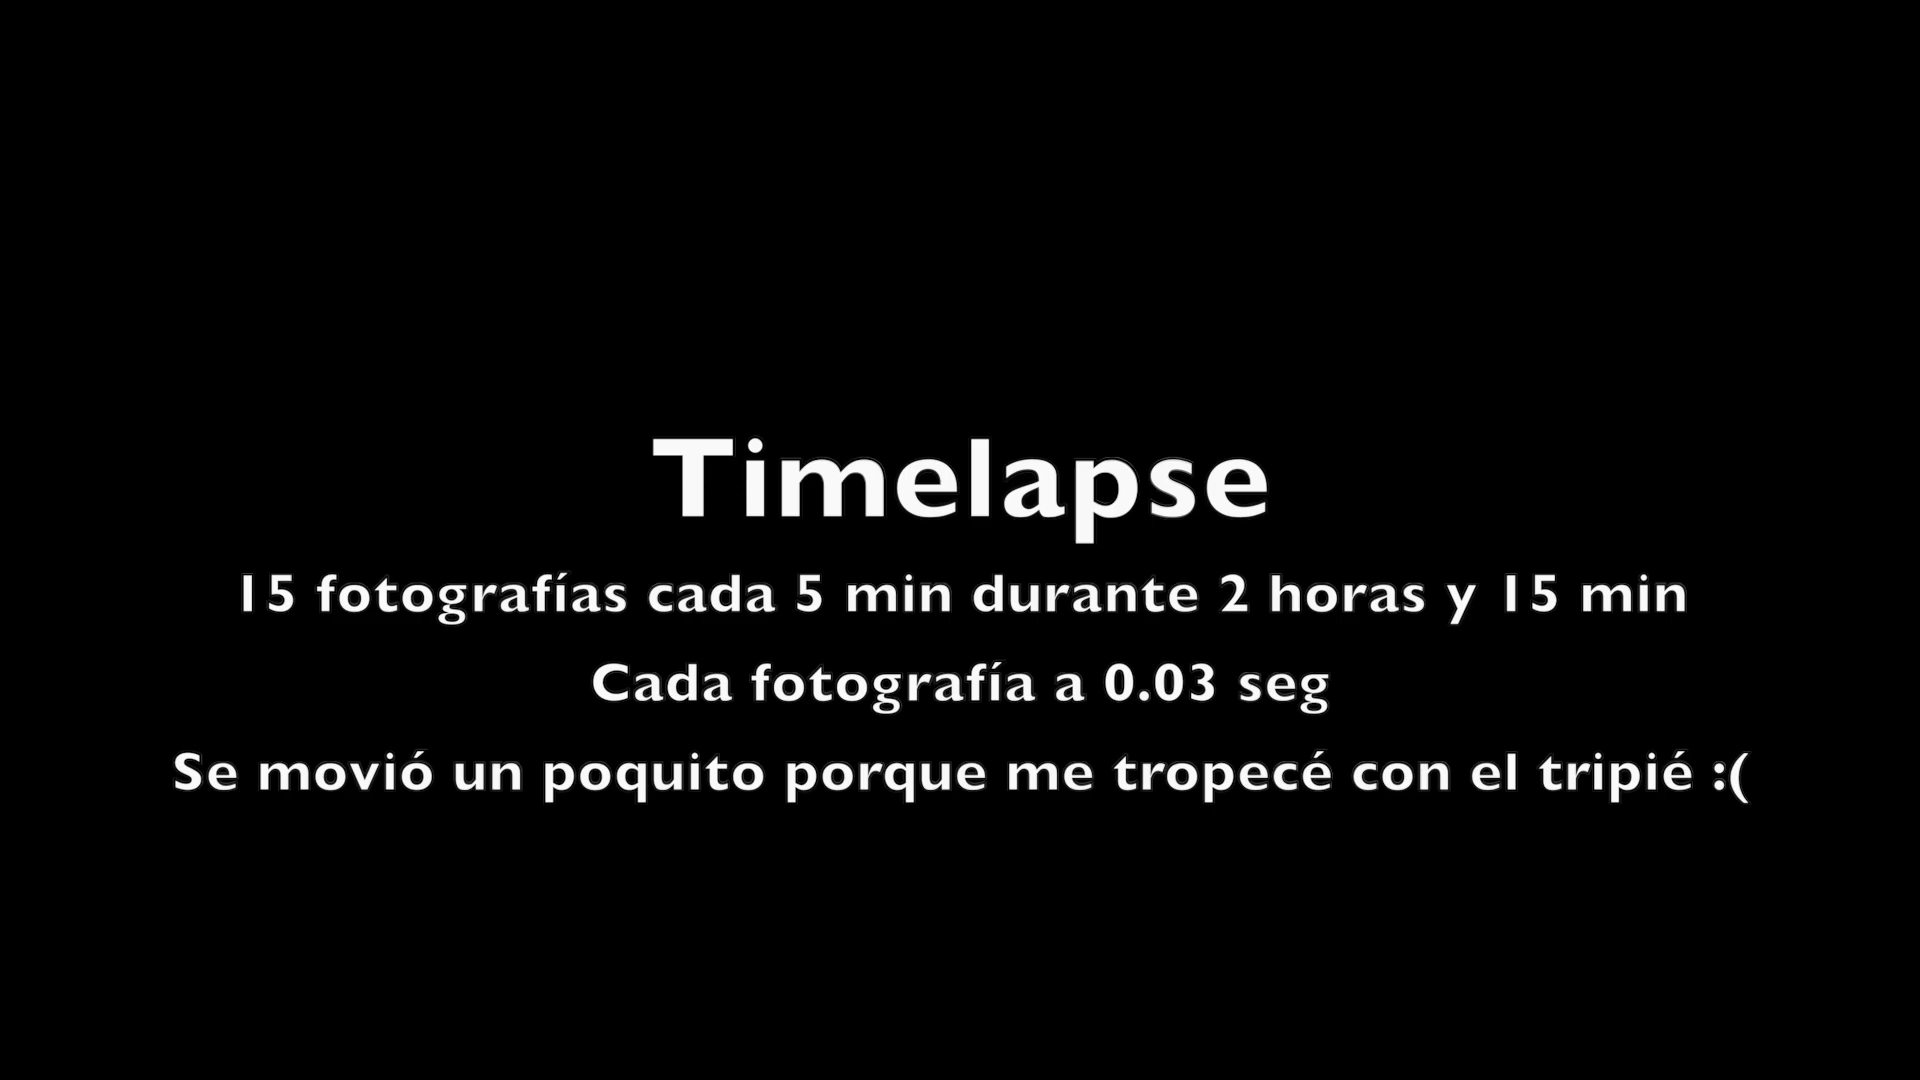 Timelapse
15 fotografías cada 5 min durante 2 horas y 15 min
Cada fotografía a 0.03 seg
Se movió un poquito porque me tropecé con el tripié :(